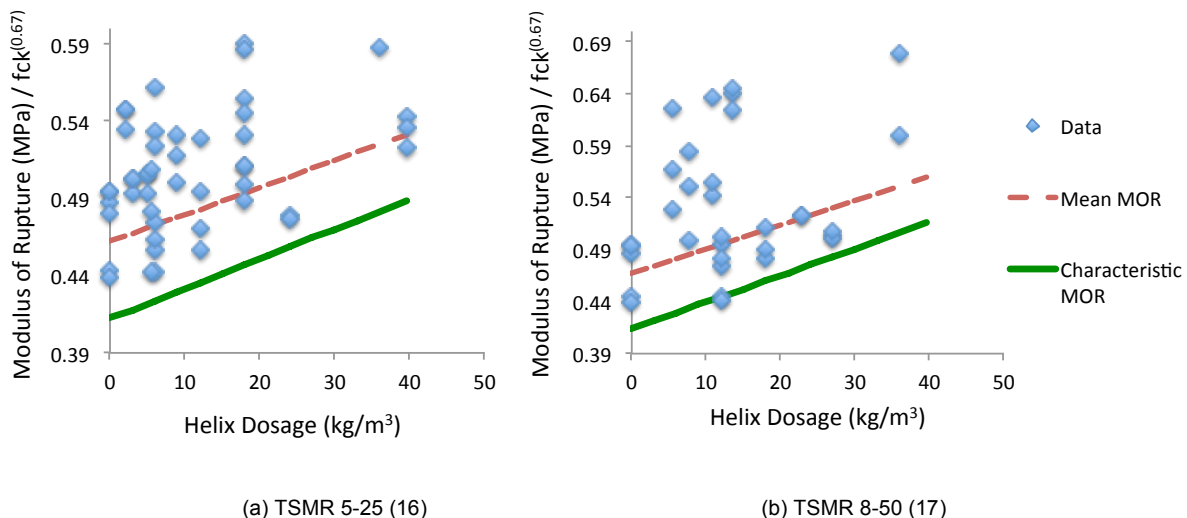 Modulus of Rupture (MPa) / fck^(0.67)
0.59
0.54
0.49
0.44
0.39
0 10 20 30 40 50
Helix Dosage (kg/m³)
(a) TSMR 5-25 (16)
Modulus of Rupture (MPa) / fck^(0.67)
0.69
0.64
0.59
0.54
0.49
0.44
0.39
0 10 20 30 40 50
Helix Dosage (kg/m³)
(b) TSMR 8-50 (17)
Data
Mean MOR
Characteristic
MOR